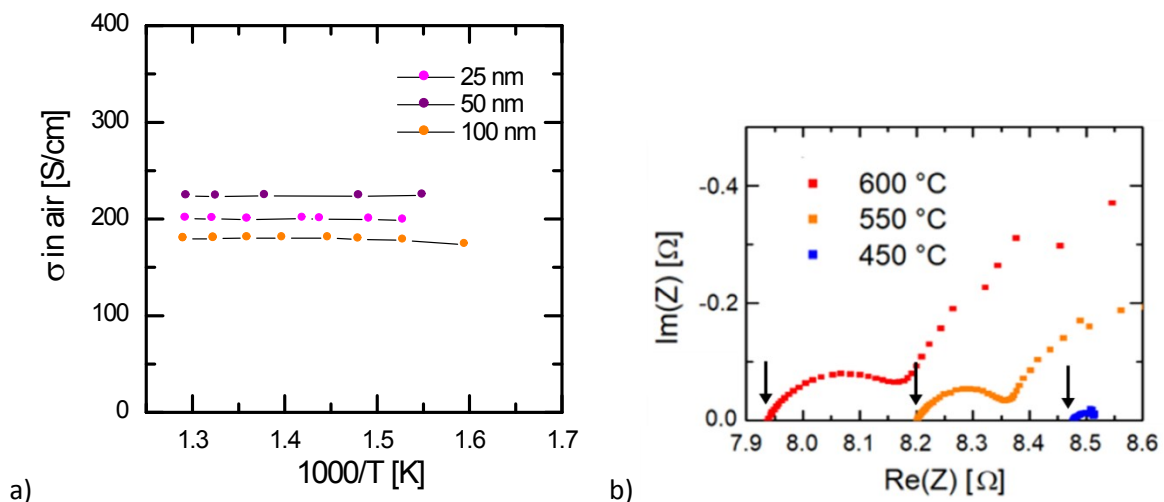 400
300
200
100
0
σ in air [S/cm]
25 nm
50 nm
100 nm
1.3 1.4 1.5 1.6 1.7
1000/T [K]
a)
-0.4
-0.2
0.0
Im(Z) [Ω]
600 °C
550 °C
450 °C
7.9 8.0 8.1 8.2 8.3 8.4 8.5 8.6
Re(Z) [Ω]
b)